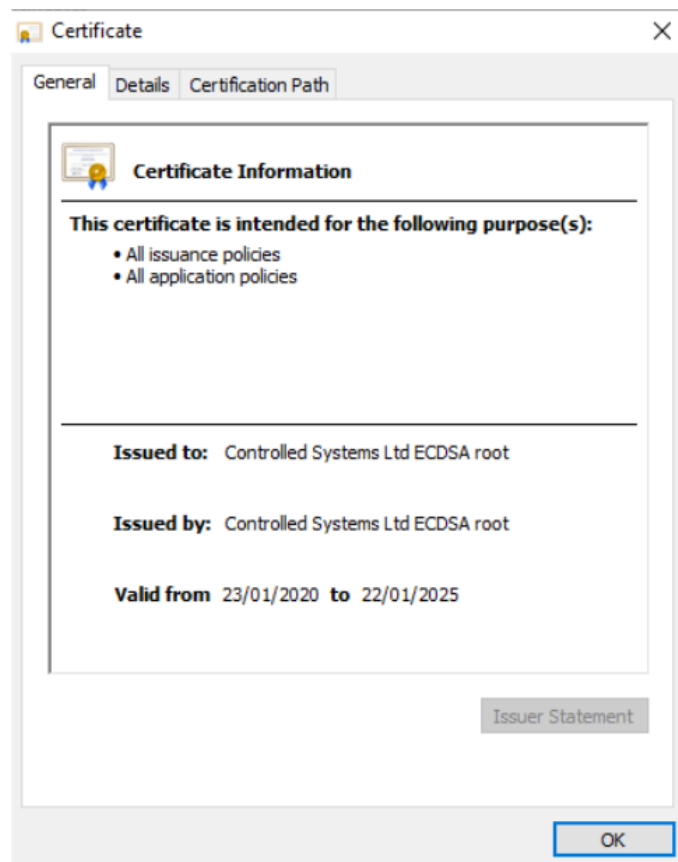 Certificate
General Details Certification Path
Certificate Information
This certificate is intended for the following purpose(s):
• All issuance policies
• All application policies
Issued to: Controlled Systems Ltd ECDSA root
Issued by: Controlled Systems Ltd ECDSA root
Valid from 23/01/2020 to 22/01/2025
Issuer Statement
OK